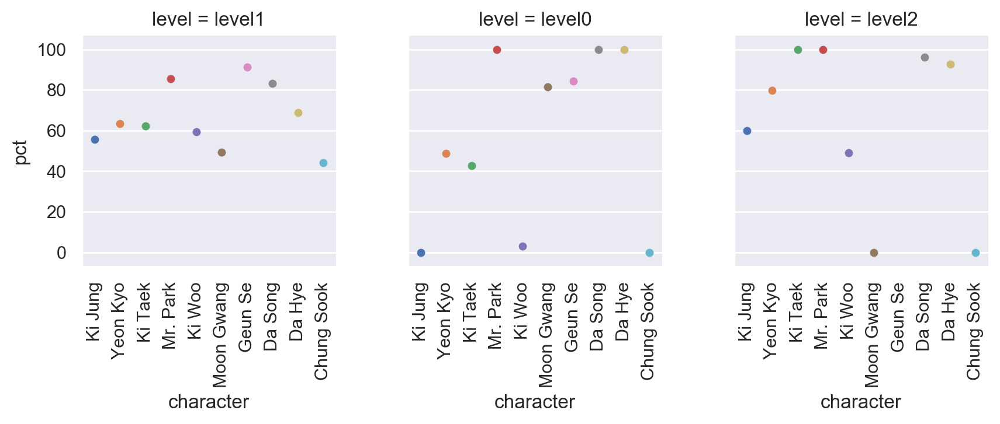 level = level1
level = level0
level = level2
pct
100
80
60
40
20
0
Ki Jung
Yeon Kyo
Ki Taek
Mr. Park
Ki Woo
Moon Gwang
Geun Se
Da Song
Da Hye
Chung Sook
Ki Jung
Yeon Kyo
Ki Taek
Mr. Park
Ki Woo
Moon Gwang
Geun Se
Da Song
Da Hye
Chung Sook
Ki Jung
Yeon Kyo
Ki Taek
Mr. Park
Ki Woo
Moon Gwang
Geun Se
Da Song
Da Hye
Chung Sook
character
character
character